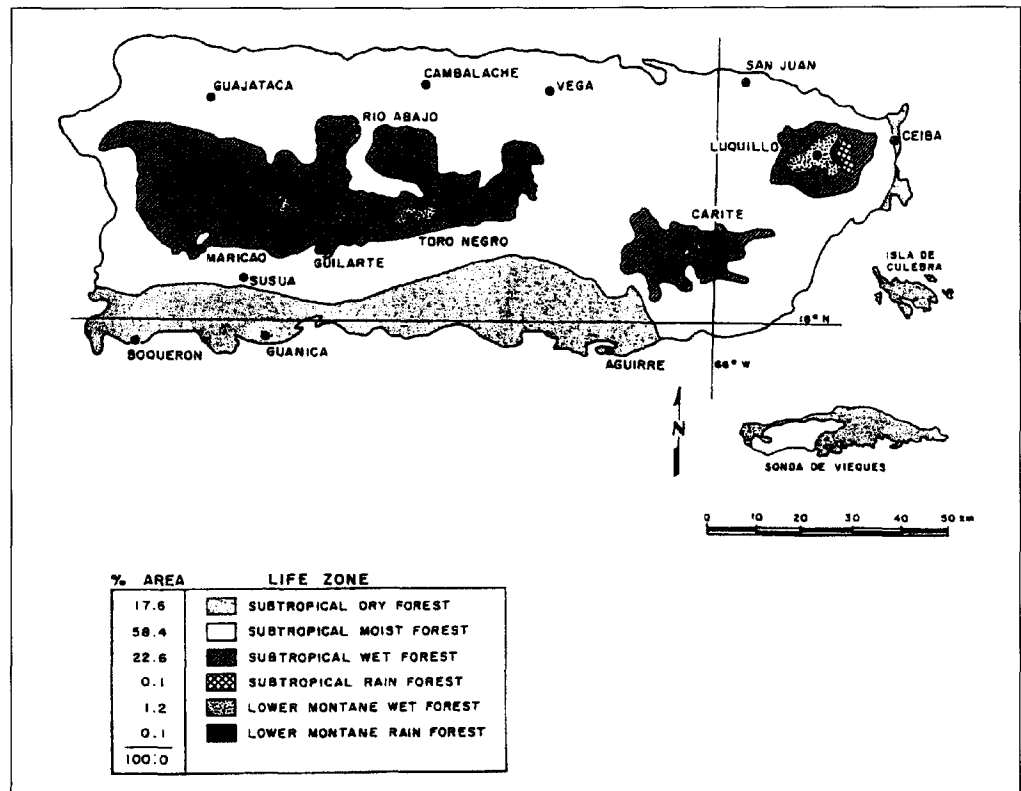 SAN JUAN
CAMBALACHE
GUAJATACA
VEGA
RIO ABAJO
CEIBA
LUQUILLO
CARITE
TORO NEGRO
MARICAO
GUILARTE
ISLA DE
CULEBRA
SUSUA
18° N
BOQUERON
GUANICA
AGUIRRE
66° W
N
SONDA DE VIEQUES
0 10 20 30 40 50 km
% AREA LIFE ZONE
17.6 SUBTROPICAL DRY FOREST
58.4 SUBTROPICAL MOIST FOREST
22.6 SUBTROPICAL WET FOREST
0.1 SUBTROPICAL RAIN FOREST
1.2 LOWER MONTANE WET FOREST
0.1 LOWER MONTANE RAIN FOREST
100.0